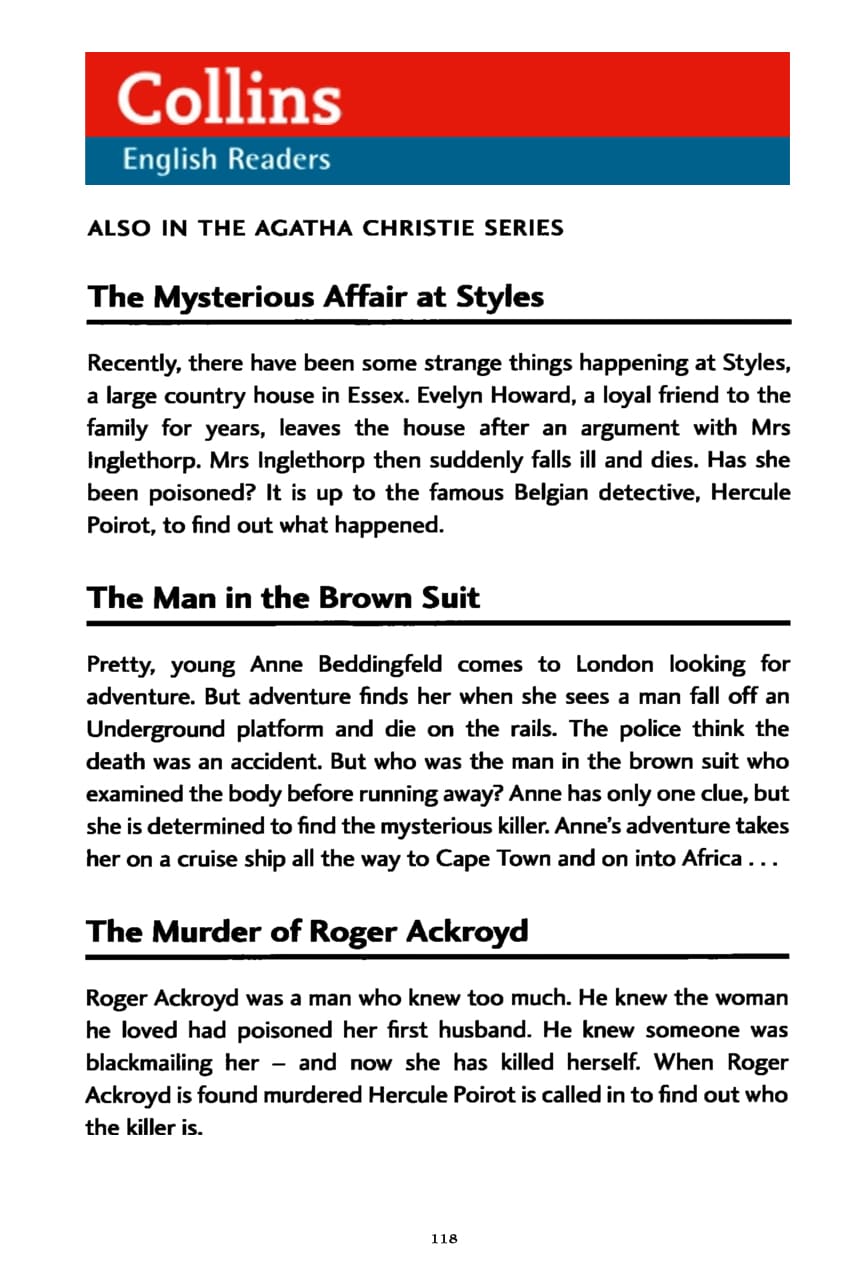 Collins
English Readers
ALSO IN THE AGATHA CHRISTIE SERIES
The Mysterious Affair at Styles
Recently, there have been some strange things happening at Styles,
a large country house in Essex. Evelyn Howard, a loyal friend to the
family for years, leaves the house after an argument with Mrs
Inglethorp. Mrs Inglethorp then suddenly falls ill and dies. Has she
been poisoned? It is up to the famous Belgian detective, Hercule
Poirot, to find out what happened.
The Man in the Brown Suit
Pretty, young Anne Beddingfeld comes to London looking for
adventure. But adventure finds her when she sees a man fall off an
Underground platform and die on the rails. The police think the
death was an accident. But who was the man in the brown suit who
examined the body before running away? Anne has only one clue, but
she is determined to find the mysterious killer. Anne's adventure takes
her on a cruise ship all the way to Cape Town and on into Africa . . .
The Murder of Roger Ackroyd
Roger Ackroyd was a man who knew too much. He knew the woman
he loved had poisoned her first husband. He knew someone was
blackmailing her – and now she has killed herself. When Roger
Ackroyd is found murdered Hercule Poirot is called in to find out who
the killer is.
118